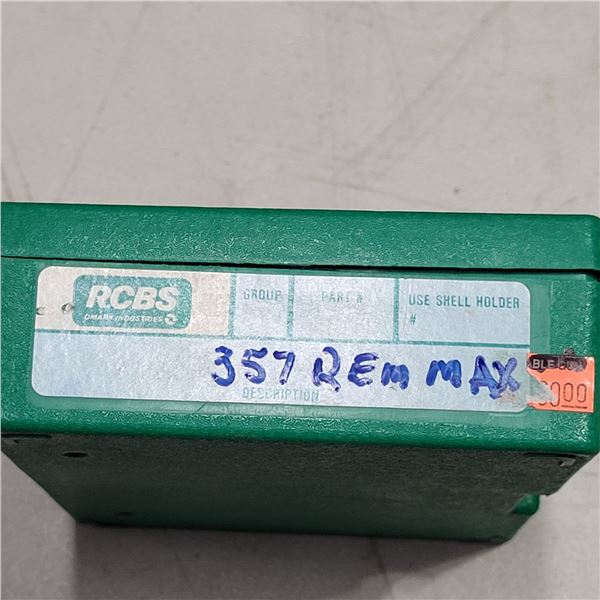 RCBS
OMARK INDUSTRIES
GROUP
PART #
USE SHELL HOLDER
#
357 REm mAX
DESCRIPTION